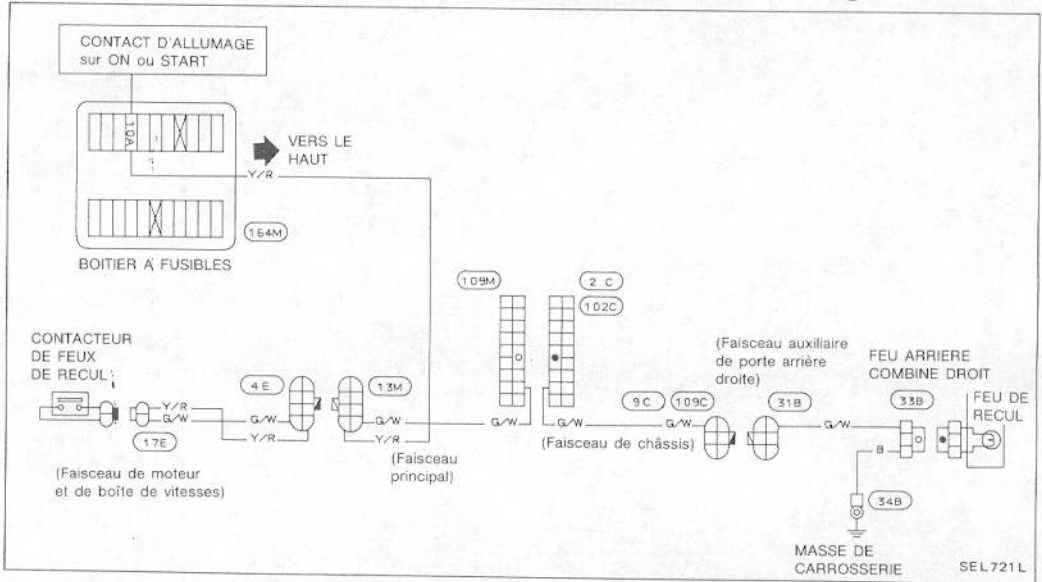 CONTACT D'ALLUMAGE
sur ON ou START
10A
VERS LE
HAUT
Y/R
164M
BOITIER A FUSIBLES
109M
2 C
102C
CONTACTEUR
DE FEUX
DE RECUL
(Faisceau auxiliaire
de porte arrière
droite)
FEU ARRIERE
COMBINE DROIT
4E
13M
9C
109C
31B
33B
FEU DE
RECUL
Y/R
G/W
G/W
G/W
G/W
G/W
G/W
G/W
Y/R
Y/R
17E
(Faisceau de châssis)
B
(Faisceau
principal)
(Faisceau de moteur
et de boîte de vitesses)
34B
MASSE DE
CARROSSERIE
SEL721L